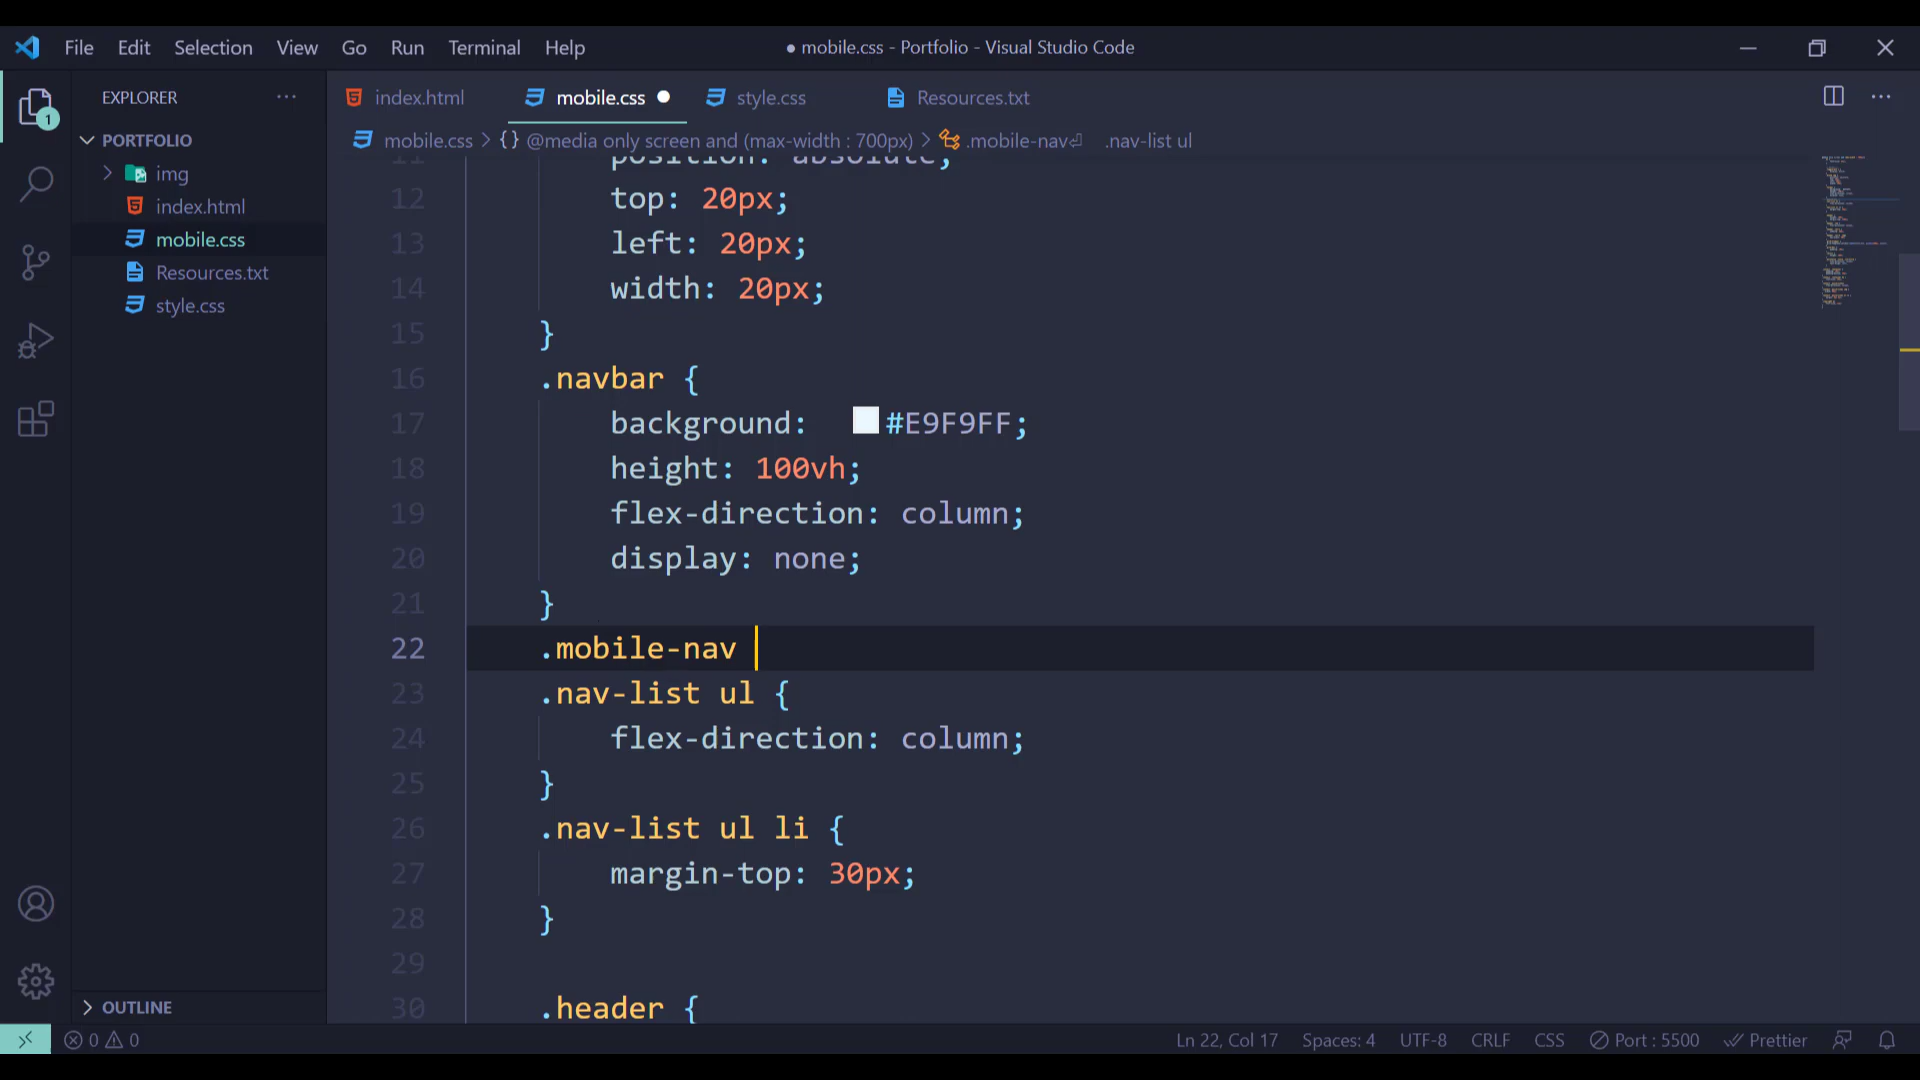 File Edit Selection View Go Run Terminal Help
● mobile.css - Portfolio - Visual Studio Code
EXPLORER
index.html
mobile.css
style.css
Resources.txt
PORTFOLIO
mobile.css > {} @media only screen and (max-width : 700px) > .mobile-nav⏎ .nav-list ul
img
index.html
mobile.css
Resources.txt
style.css
11 position: absolute;
12 top: 20px;
13 left: 20px;
14 width: 20px;
15 }
16 .navbar {
17 background: #E9F9FF;
18 height: 100vh;
19 flex-direction: column;
20 display: none;
21 }
22 .mobile-nav
23 .nav-list ul {
24 flex-direction: column;
25 }
26 .nav-list ul li {
27 margin-top: 30px;
28 }
29
30 .header {
1
OUTLINE
0 0
Ln 22, Col 17 Spaces: 4 UTF-8 CRLF CSS Port : 5500 Prettier